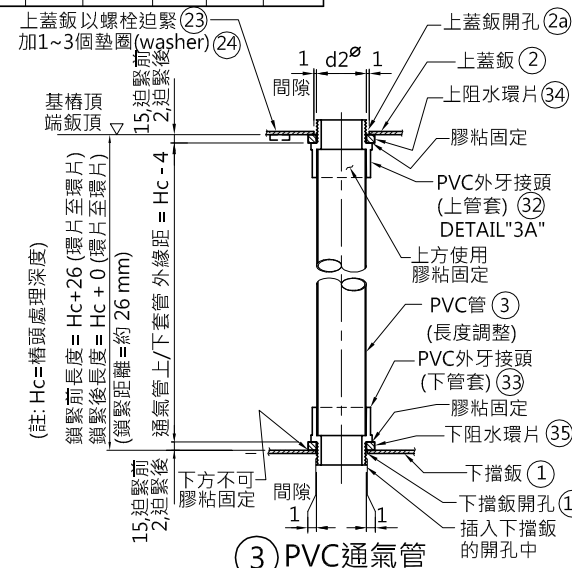 上蓋鈑以螺栓迫緊 23
加1~3個墊圈(washer) 24
15,迫緊前
2,迫緊後
1
d2ø
1
間隙
上蓋鈑開孔 2a
上蓋鈑 2
上阻水環片 34
膠粘固定
PVC外牙接頭
(上管套) 32
DETAIL"3A"
上方使用
膠粘固定
基樁頂
端鈑頂
(註: Hc=樁頭處理深度)
鎖緊前長度 = Hc+26 (環片至環片)
鎖緊後長度 = Hc + 0 (環片至環片)
(鎖緊距離=約 26 mm)
通氣管上/下套管 外緣距 = Hc - 4
PVC管 3
(長度調整)
PVC外牙接頭
(下管套) 33
膠粘固定
下阻水環片 35
下擋鈑 1
下擋鈑開孔 1
插入下擋鈑
的開孔中
15,迫緊前
2,迫緊後
下方不可
膠粘固定
間隙
1
1
3 PVC通氣管